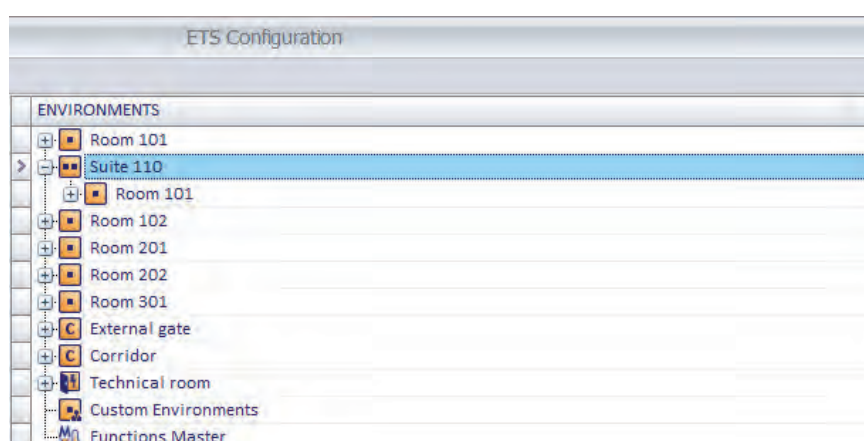 ETS Configuration
ENVIRONMENTS
Room 101
Suite 110
Room 101
Room 102
Room 201
Room 202
Room 301
C External gate
C Corridor
Technical room
Custom Environments
Functions Master